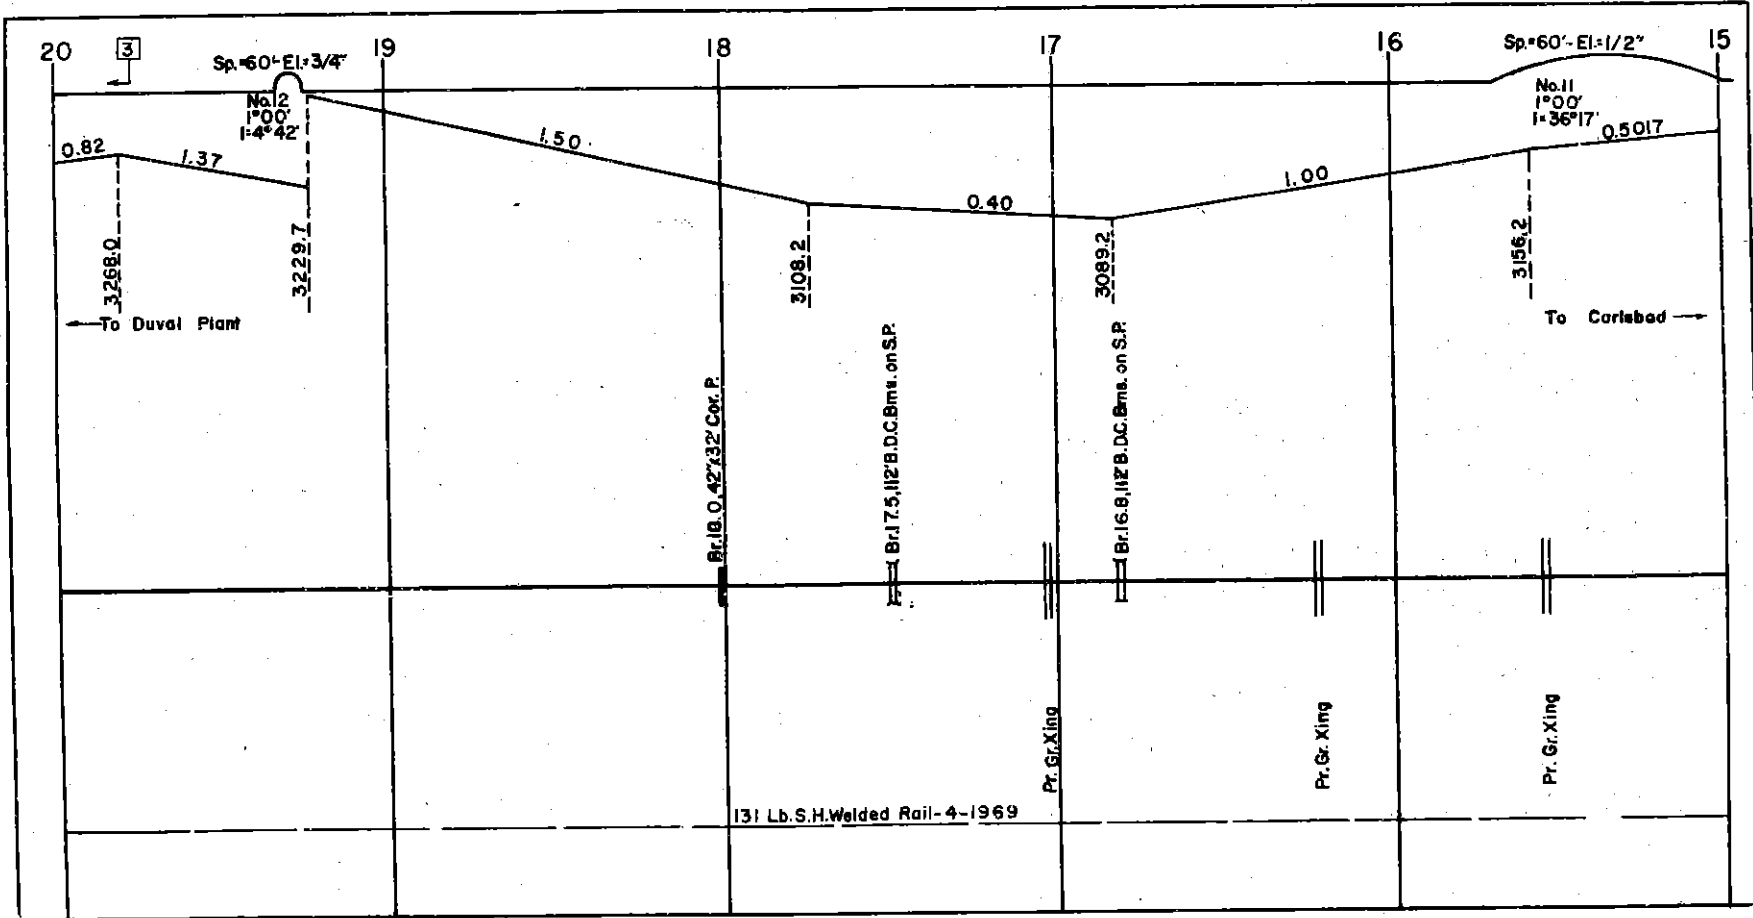 20
3
19
18
17
16
15
Sp.=60'-El.=3/4"
Sp.=60'-El.=1/2"
No.12
1°00'
I=4°42'
No.11
1°00'
I=36°17'
0.82
1.37
1.50
0.40
1.00
0.5017
3268.0
3229.7
3108.2
3089.2
3156.2
To Duval Plant
To Carlsbad
Br.18.0,42"x32' Cor. P.
Br.17.5,112'B.D.C.Bms. on S.P.
Br.16.8,112'B.D.C.Bms. on S.P.
Pr. Gr. Xing
Pr. Gr. Xing
Pr. Gr. Xing
131 Lb.S.H.Welded Rail-4-1969